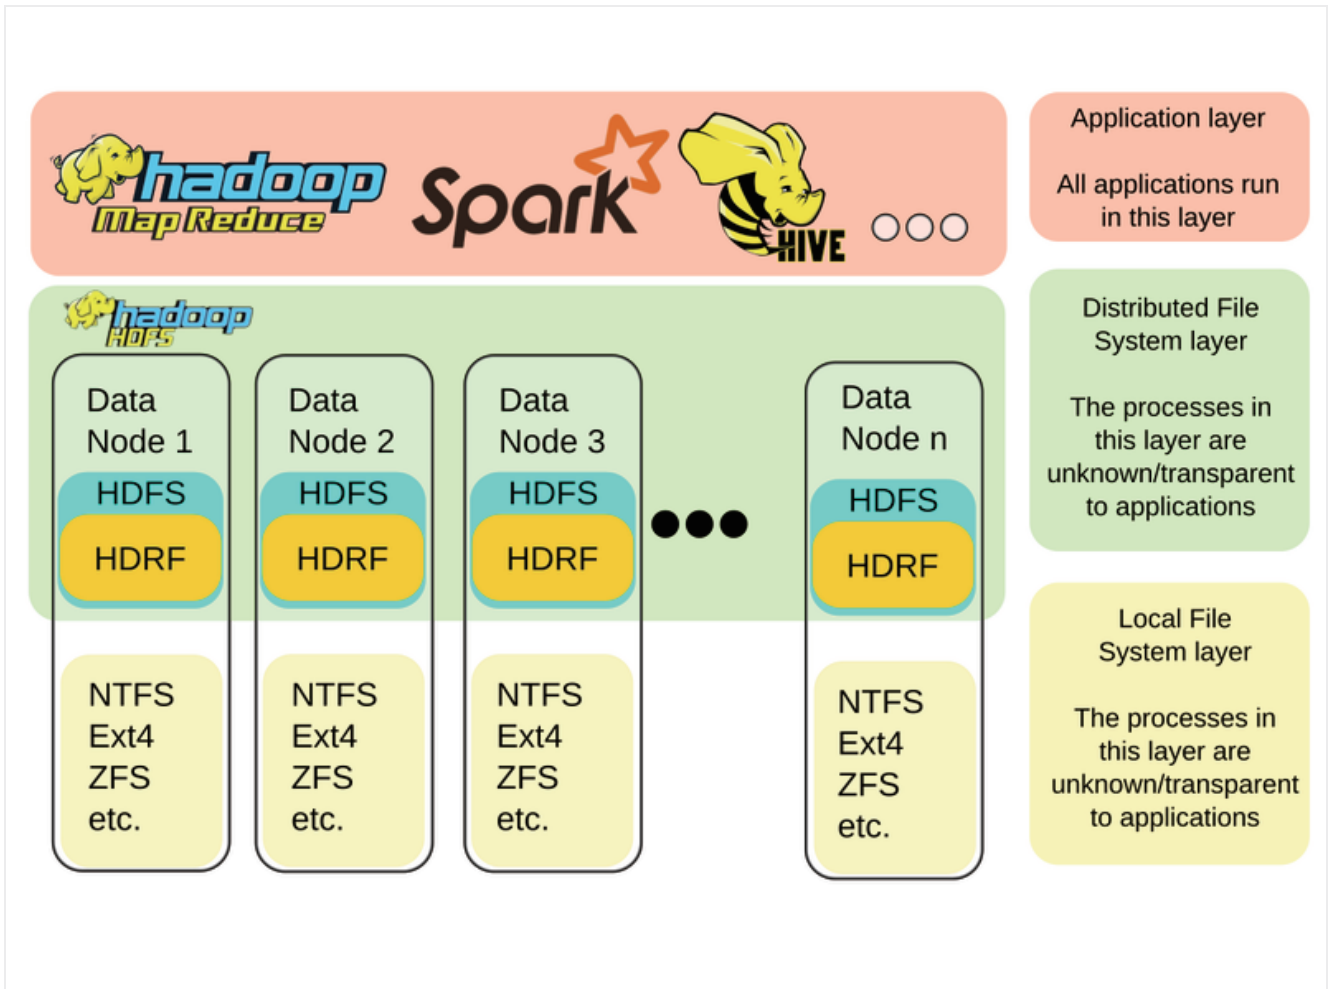 hadoop
Map Reduce
Spark
HIVE
Application layer
All applications run
in this layer
hadoop
HDFS
Data
Node 1
HDFS
HDRF
NTFS
Ext4
ZFS
etc.
Data
Node 2
HDFS
HDRF
NTFS
Ext4
ZFS
etc.
Data
Node 3
HDFS
HDRF
NTFS
Ext4
ZFS
etc.
Data
Node n
HDFS
HDRF
NTFS
Ext4
ZFS
etc.
Distributed File
System layer
The processes in
this layer are
unknown/transparent
to applications
Local File
System layer
The processes in
this layer are
unknown/transparent
to applications